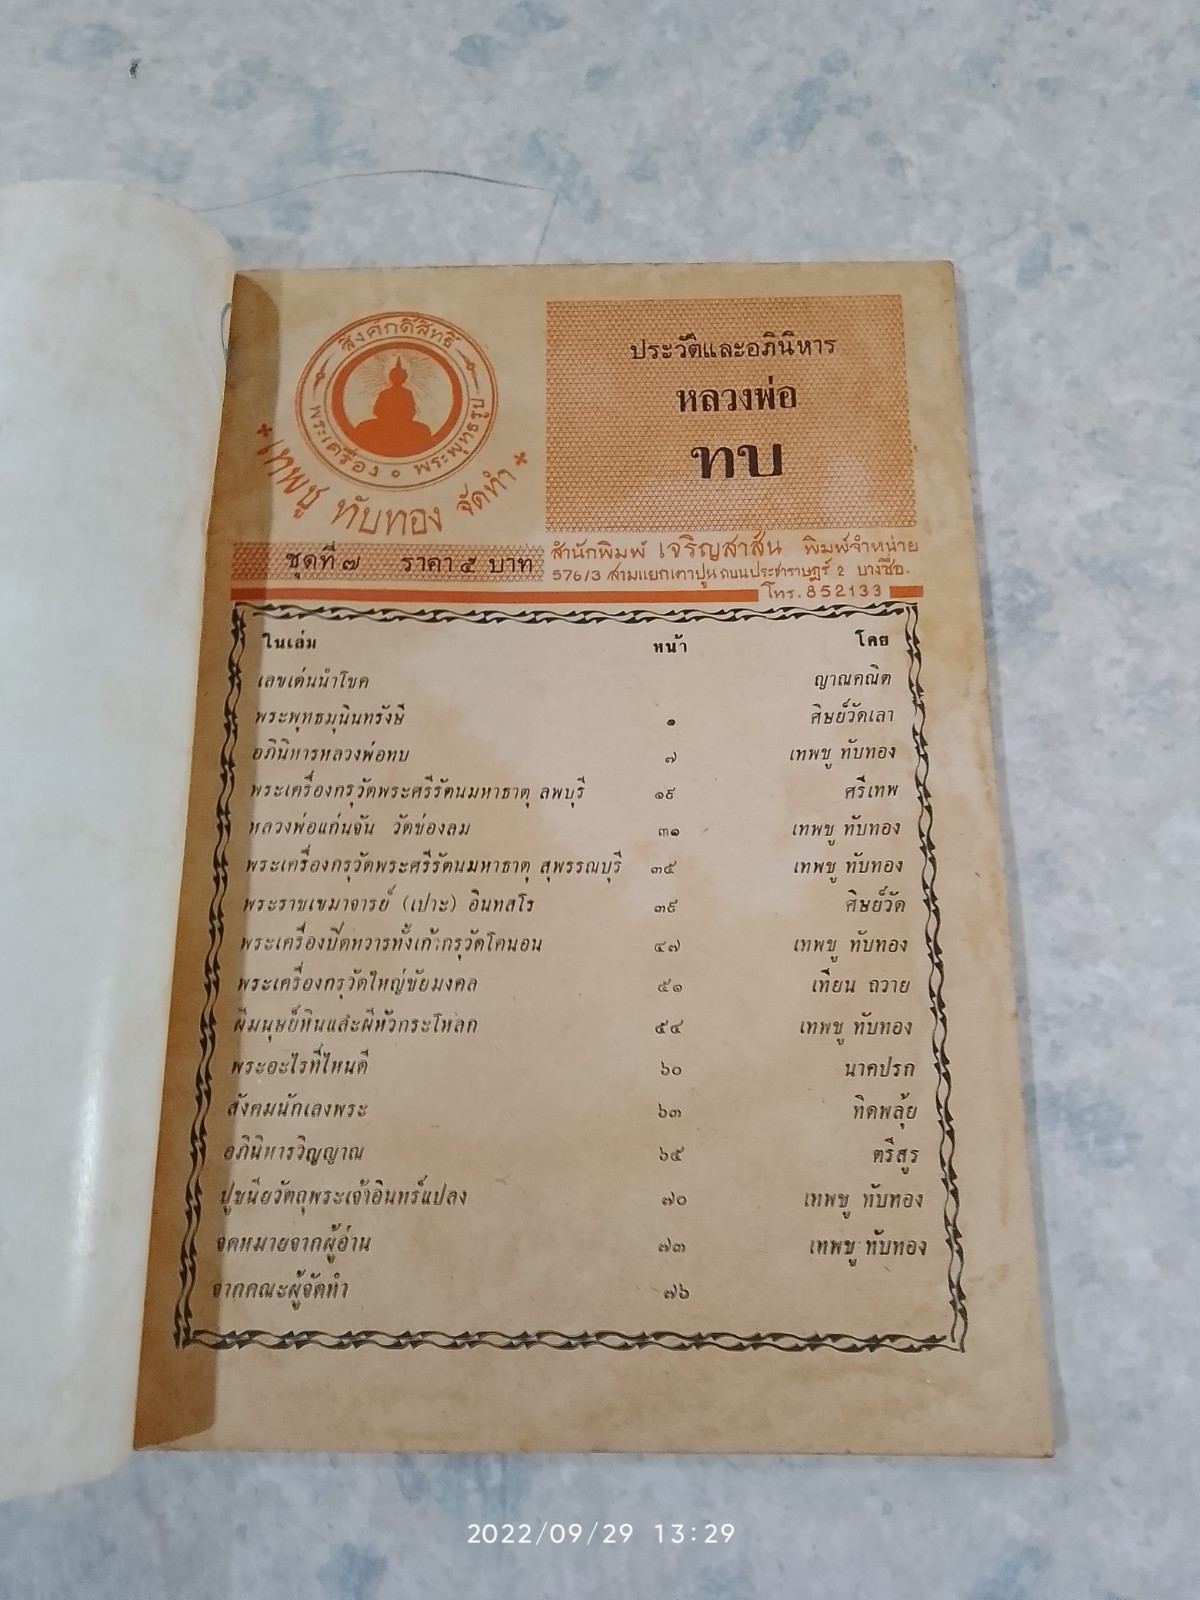 สิ่งศักดิ์สิทธิ์
พระเครื่อง ๐ พระพุทธรูป
+ เทพชู ทับทอง จัดทำ +
ประวัติและอภินิหาร
หลวงพ่อ
ทบ
ชุดที่ ๗ ราคา ๕ บาท
สำนักพิมพ์ เจริญสาส์น พิมพ์จำหน่าย
576/3 สามแยกเตาปูน ถนนประชาราษฎร์ 2 บางซื่อ.
โทร. 852133
ในเล่ม หน้า โดย
เลขเด่นนำโชค ญาณคณิต
พระพุทธมุนินทรังษี ๑ ศิษย์วัดเลา
อภินิหารหลวงพ่อทบ ๗ เทพชู ทับทอง
พระเครื่องกรุวัดพระศรีรัตนมหาธาตุ ลพบุรี ๑๙ ศรีเทพ
หลวงพ่อแก่นจัน วัดช่องลม ๓๑ เทพชู ทับทอง
พระเครื่องกรุวัดพระศรีรัตนมหาธาตุ สุพรรณบุรี ๓๕ เทพชู ทับทอง
พระราชเขมาจารย์ (เปาะ) อินทสโร ๓๙ ศิษย์วัด
พระเครื่องปิดทวารทั้งเก้ากรุวัดโคนอน ๔๗ เทพชู ทับทอง
พระเครื่องกรุวัดใหญ่ชัยมงคล ๕๑ เทียน ถวาย
ผีมนุษย์หินและผีหัวกระโหลก ๕๔ เทพชู ทับทอง
พระอะไรที่ไหนดี ๖๐ นาคปรก
สังคมนักเลงพระ ๖๓ ทิดพลุ้ย
อภินิหารวิญญาณ ๖๕ ตรีสูร
ปูชนียวัตถุพระเจ้าอินทร์แปลง ๗๐ เทพชู ทับทอง
จดหมายจากผู้อ่าน ๗๓ เทพชู ทับทอง
จากคณะผู้จัดทำ ๗๖
2022/09/29 13:29